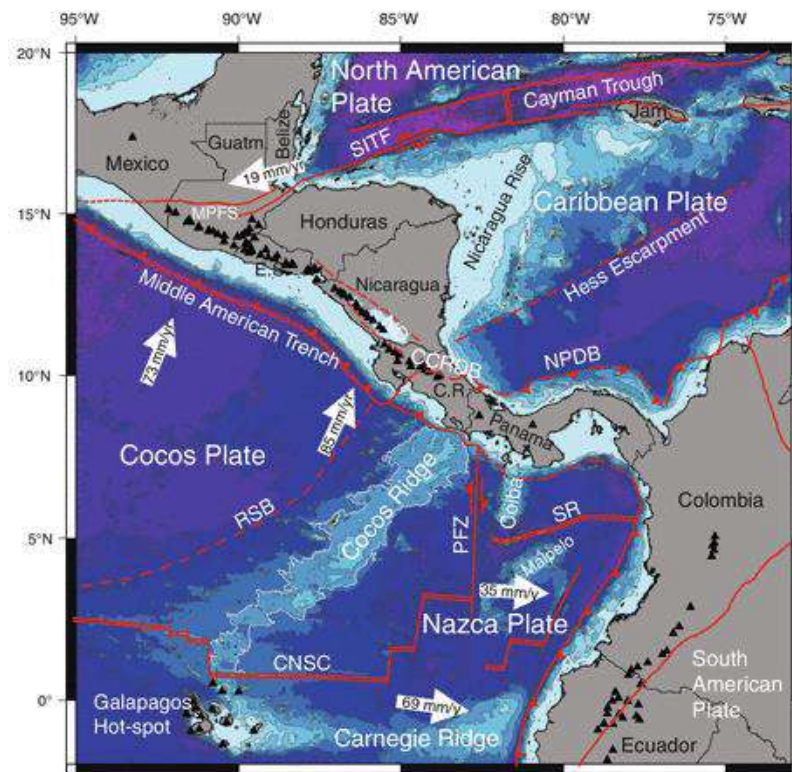 95°W
90°W
85°W
80°W
75°W
20°N
North American
Plate
Cayman Trough
Jam.
SITF
Belize
Guatm.
Mexico
19 mm/yr
15°N
MPFS
Honduras
Nicaragua Rise
Caribbean Plate
Hess Escarpment
E.S.
Nicaragua
Middle American Trench
73 mm/yr
NPDB
CCRDB
10°N
C.R.
85 mm/yr
Panama
Cocos Plate
Cocos Ridge
Colombia
RSB
Coiba
SR
PFZ
5°N
Malpelo
35 mm/y
Nazca Plate
CNSC
South
American
Plate
0°
Galapagos
Hot-spot
69 mm/y
Carnegie Ridge
Ecuador